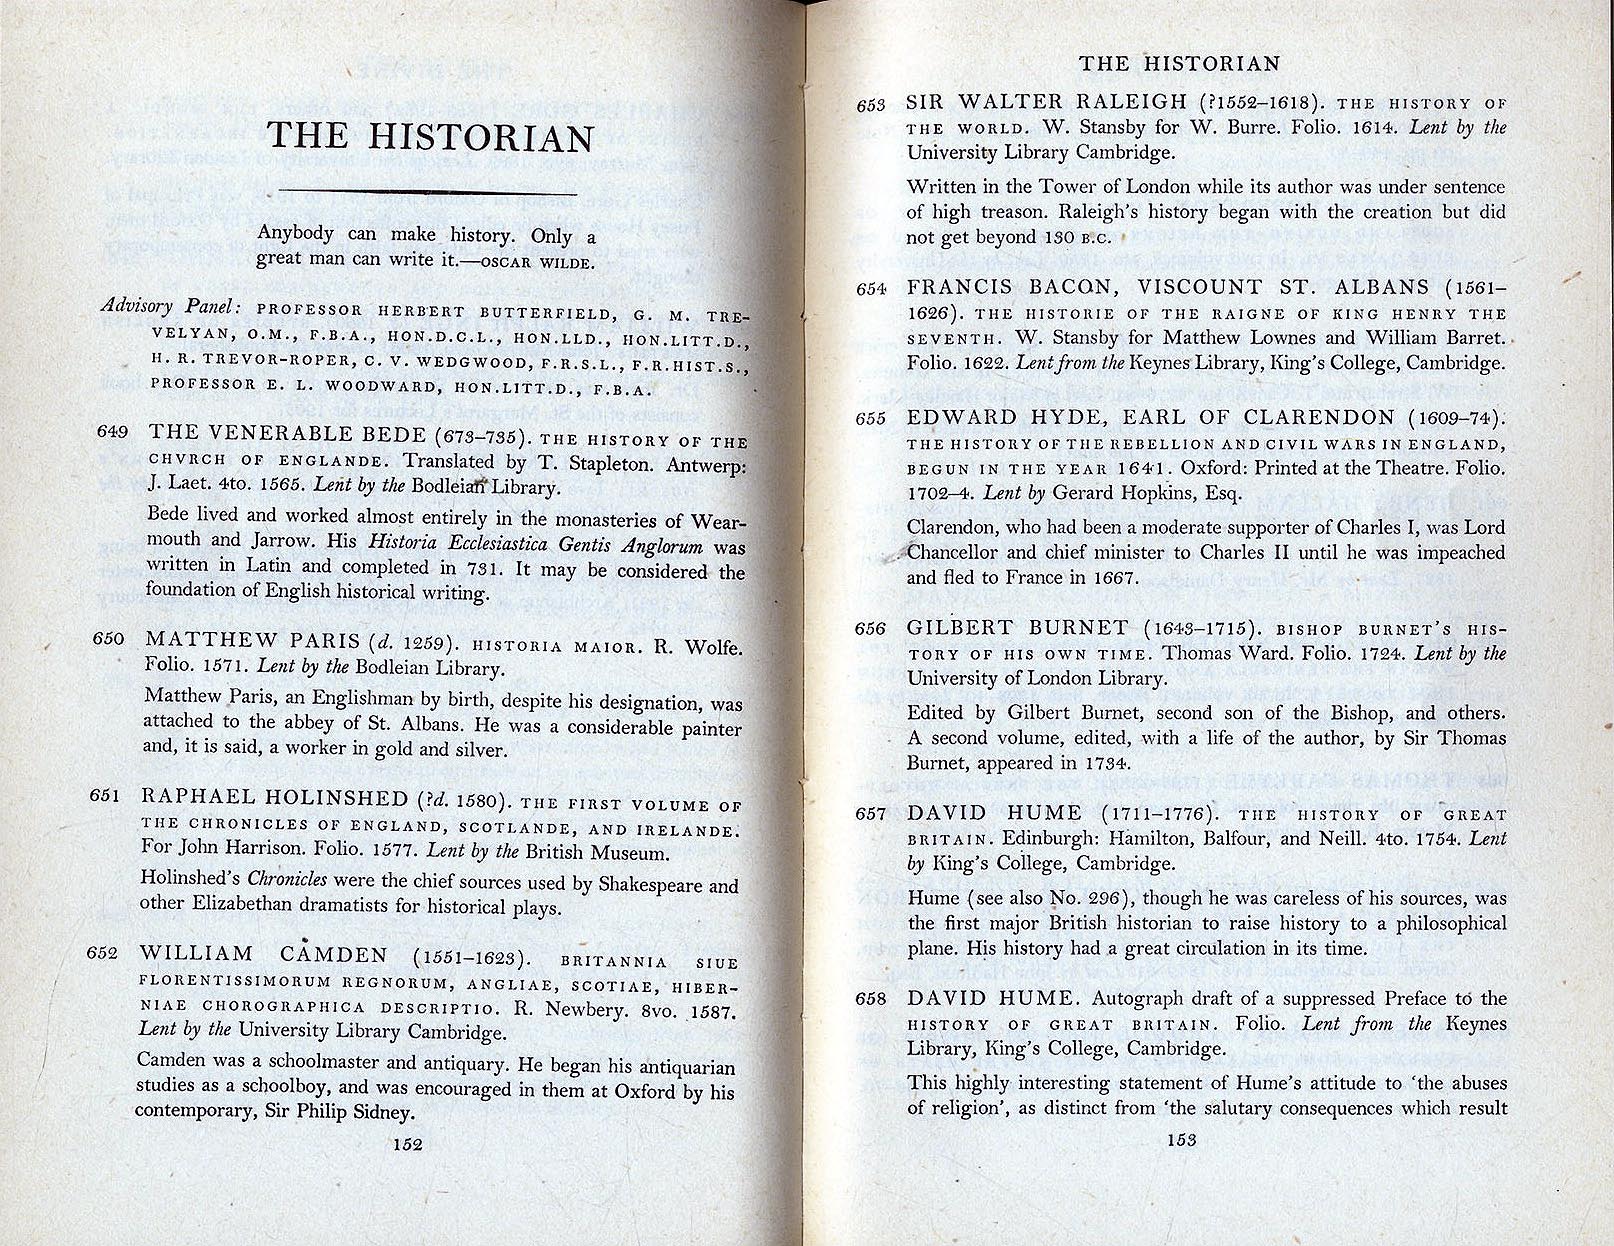 THE HISTORIAN
Anybody can make history. Only a
great man can write it.—OSCAR WILDE.
Advisory Panel: PROFESSOR HERBERT BUTTERFIELD, G. M. TRE-
VELYAN, O.M., F.B.A., HON.D.C.L., HON.LLD., HON.LITT.D.,
H. R. TREVOR-ROPER, C. V. WEDGWOOD, F.R.S.L., F.R.HIST.S.,
PROFESSOR E. L. WOODWARD, HON.LITT.D., F.B.A.
649 THE VENERABLE BEDE (673–735). THE HISTORY OF THE
CHVRCH OF ENGLANDE. Translated by T. Stapleton. Antwerp:
J. Laet. 4to. 1565. Lent by the Bodleian Library.
Bede lived and worked almost entirely in the monasteries of Wear-
mouth and Jarrow. His Historia Ecclesiastica Gentis Anglorum was
written in Latin and completed in 731. It may be considered the
foundation of English historical writing.
650 MATTHEW PARIS (d. 1259). HISTORIA MAIOR. R. Wolfe.
Folio. 1571. Lent by the Bodleian Library.
Matthew Paris, an Englishman by birth, despite his designation, was
attached to the abbey of St. Albans. He was a considerable painter
and, it is said, a worker in gold and silver.
651 RAPHAEL HOLINSHED (?d. 1580). THE FIRST VOLUME OF
THE CHRONICLES OF ENGLAND, SCOTLANDE, AND IRELANDE.
For John Harrison. Folio. 1577. Lent by the British Museum.
Holinshed's Chronicles were the chief sources used by Shakespeare and
other Elizabethan dramatists for historical plays.
652 WILLIAM CAMDEN (1551–1623). BRITANNIA SIUE
FLORENTISSIMORUM REGNORUM, ANGLIAE, SCOTIAE, HIBER-
NIAE CHOROGRAPHICA DESCRIPTIO. R. Newbery. 8vo. 1587.
Lent by the University Library Cambridge.
Camden was a schoolmaster and antiquary. He began his antiquarian
studies as a schoolboy, and was encouraged in them at Oxford by his
contemporary, Sir Philip Sidney.
152
THE HISTORIAN
653 SIR WALTER RALEIGH (?1552–1618). THE HISTORY OF
THE WORLD. W. Stansby for W. Burre. Folio. 1614. Lent by the
University Library Cambridge.
Written in the Tower of London while its author was under sentence
of high treason. Raleigh's history began with the creation but did
not get beyond 130 B.C.
654 FRANCIS BACON, VISCOUNT ST. ALBANS (1561–
1626). THE HISTORIE OF THE RAIGNE OF KING HENRY THE
SEVENTH. W. Stansby for Matthew Lownes and William Barret.
Folio. 1622. Lent from the Keynes Library, King's College, Cambridge.
655 EDWARD HYDE, EARL OF CLARENDON (1609–74).
THE HISTORY OF THE REBELLION AND CIVIL WARS IN ENGLAND,
BEGUN IN THE YEAR 1641. Oxford: Printed at the Theatre. Folio.
1702–4. Lent by Gerard Hopkins, Esq.
Clarendon, who had been a moderate supporter of Charles I, was Lord
Chancellor and chief minister to Charles II until he was impeached
and fled to France in 1667.
656 GILBERT BURNET (1643–1715). BISHOP BURNET'S HIS-
TORY OF HIS OWN TIME. Thomas Ward. Folio. 1724. Lent by the
University of London Library.
Edited by Gilbert Burnet, second son of the Bishop, and others.
A second volume, edited, with a life of the author, by Sir Thomas
Burnet, appeared in 1734.
657 DAVID HUME (1711–1776). THE HISTORY OF GREAT
BRITAIN. Edinburgh: Hamilton, Balfour, and Neill. 4to. 1754. Lent
by King's College, Cambridge.
Hume (see also No. 296), though he was careless of his sources, was
the first major British historian to raise history to a philosophical
plane. His history had a great circulation in its time.
658 DAVID HUME. Autograph draft of a suppressed Preface to the
HISTORY OF GREAT BRITAIN. Folio. Lent from the Keynes
Library, King's College, Cambridge.
This highly interesting statement of Hume's attitude to 'the abuses
of religion', as distinct from 'the salutary consequences which result
153